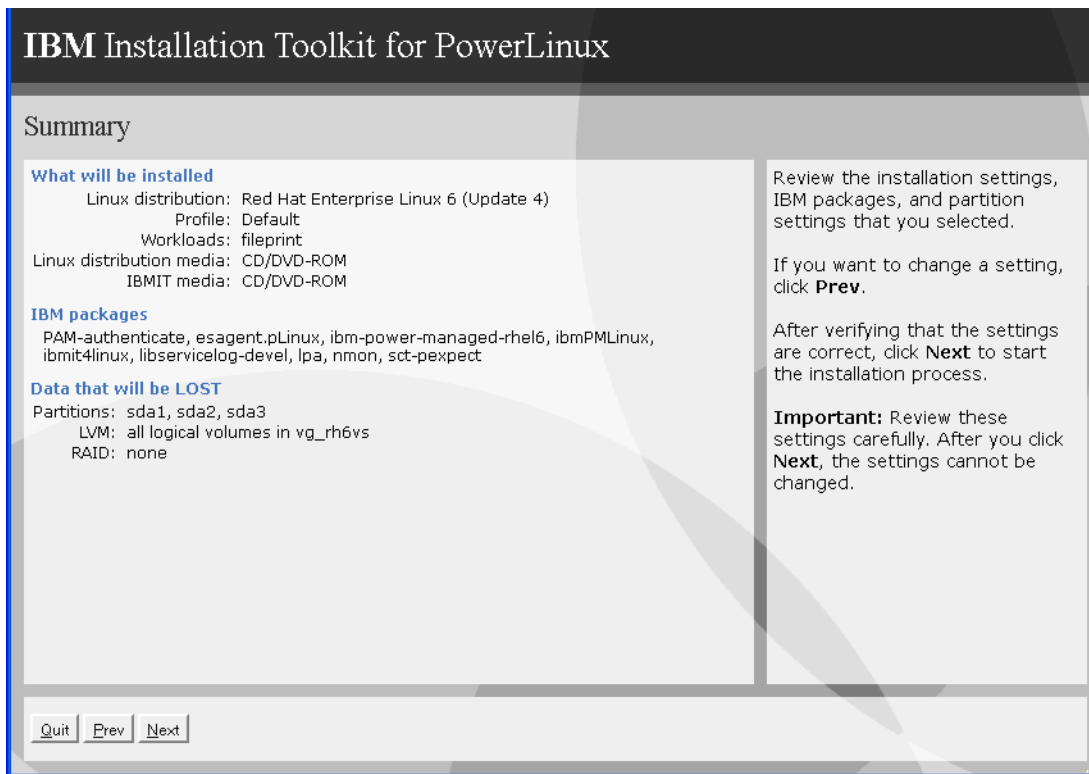 IBM Installation Toolkit for PowerLinux
Summary
What will be installed
Linux distribution: Red Hat Enterprise Linux 6 (Update 4)
Profile: Default
Workloads: fileprint
Linux distribution media: CD/DVD-ROM
IBMIT media: CD/DVD-ROM
IBM packages
PAM-authenticate, esagent.pLinux, ibm-power-managed-rhel6, ibmPMLinux,
ibmit4linux, libservicelog-devel, lpa, nmon, sct-pexpect
Data that will be LOST
Partitions: sda1, sda2, sda3
LVM: all logical volumes in vg_rh6vs
RAID: none
Review the installation settings,
IBM packages, and partition
settings that you selected.
If you want to change a setting,
click Prev.
After verifying that the settings
are correct, click Next to start
the installation process.
Important: Review these
settings carefully. After you click
Next, the settings cannot be
changed.
Quit Prev Next